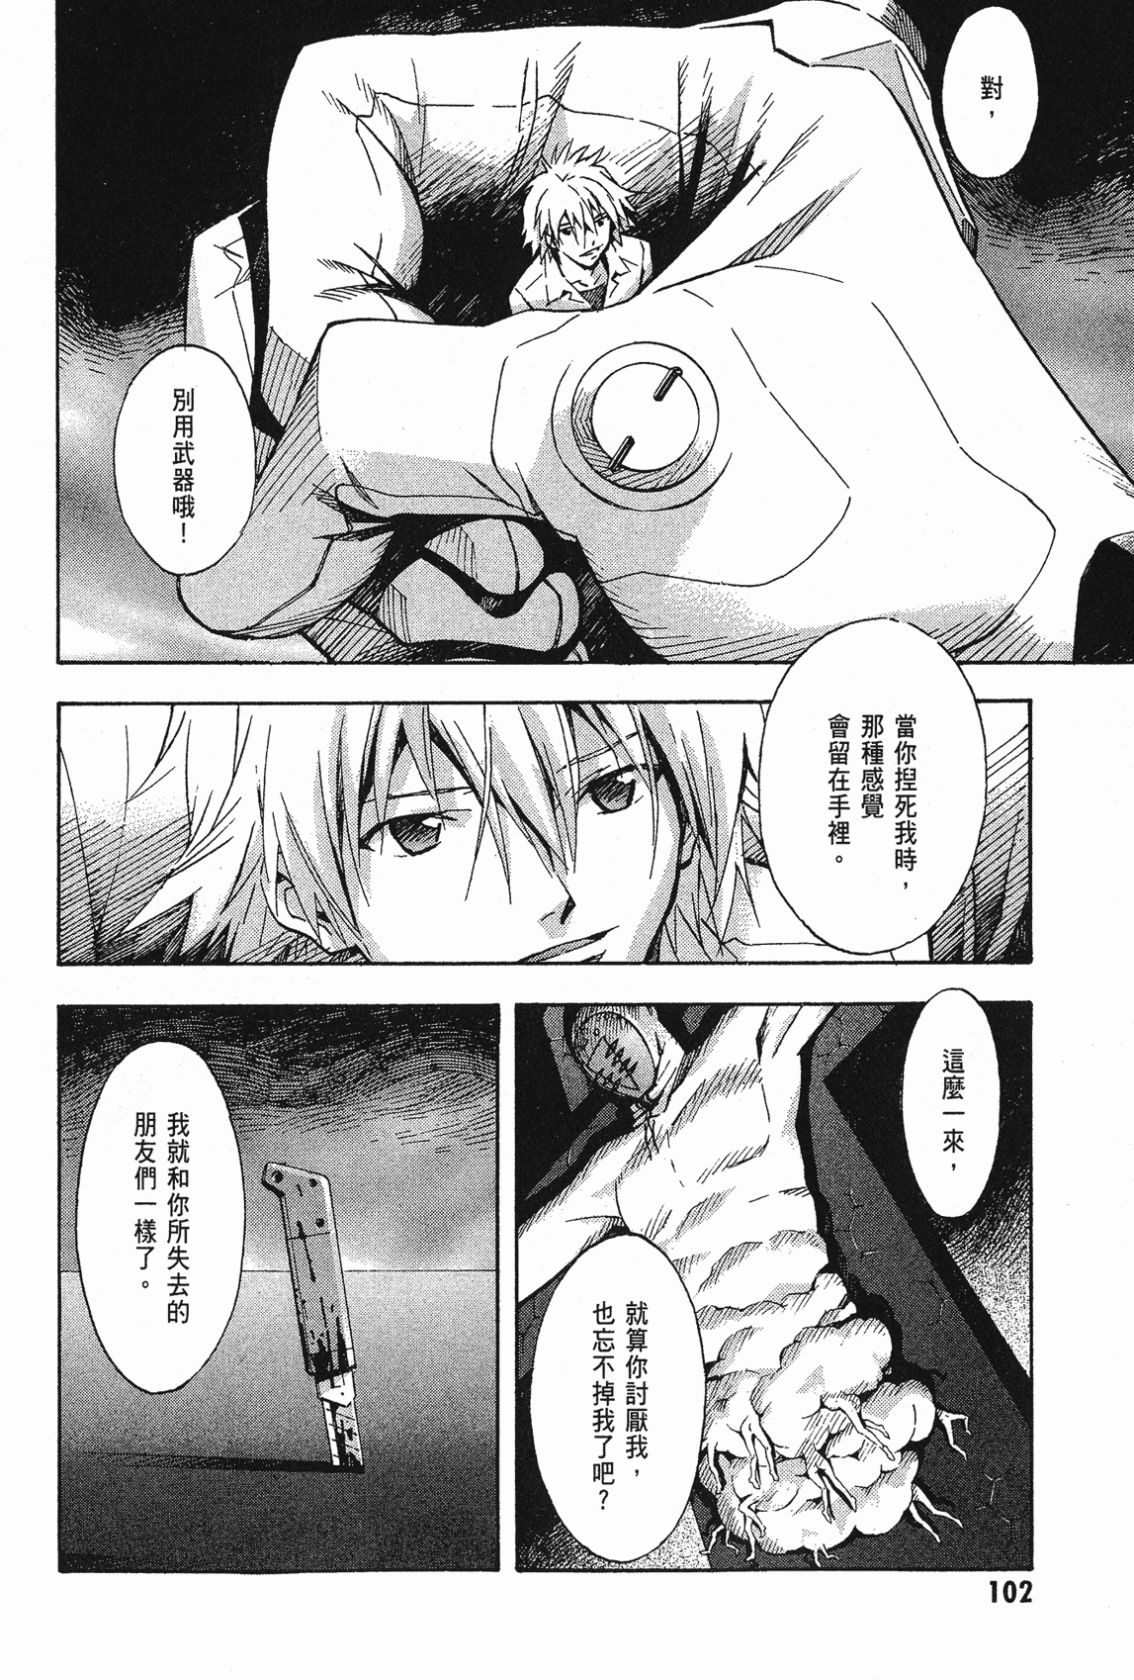 對，
別用武器哦！
當你捏死我時，
那種感覺
會留在手裡。
這麼一來，
就算你討厭我，
也忘不掉我了吧？
我就和你所失去的
朋友們一樣了。
102